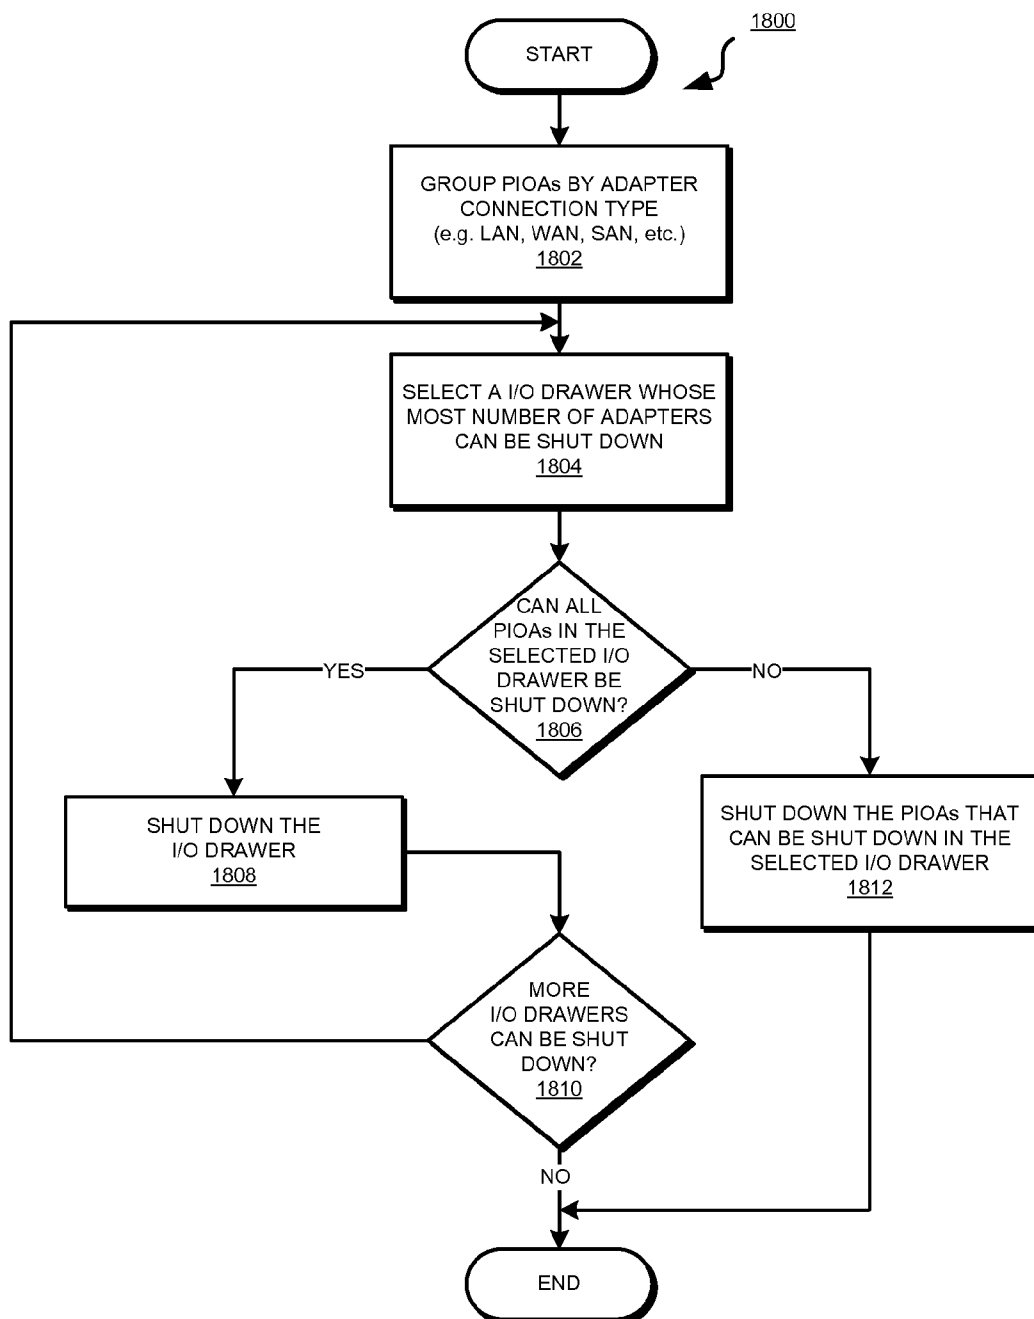 1800
START
GROUP PIOAs BY ADAPTER
CONNECTION TYPE
(e.g. LAN, WAN, SAN, etc.)
1802
SELECT A I/O DRAWER WHOSE
MOST NUMBER OF ADAPTERS
CAN BE SHUT DOWN
1804
CAN ALL
PIOAs IN THE
SELECTED I/O
DRAWER BE
SHUT DOWN?
1806
YES
NO
SHUT DOWN THE
I/O DRAWER
1808
SHUT DOWN THE PIOAs THAT
CAN BE SHUT DOWN IN THE
SELECTED I/O DRAWER
1812
MORE
I/O DRAWERS
CAN BE SHUT
DOWN?
1810
NO
END